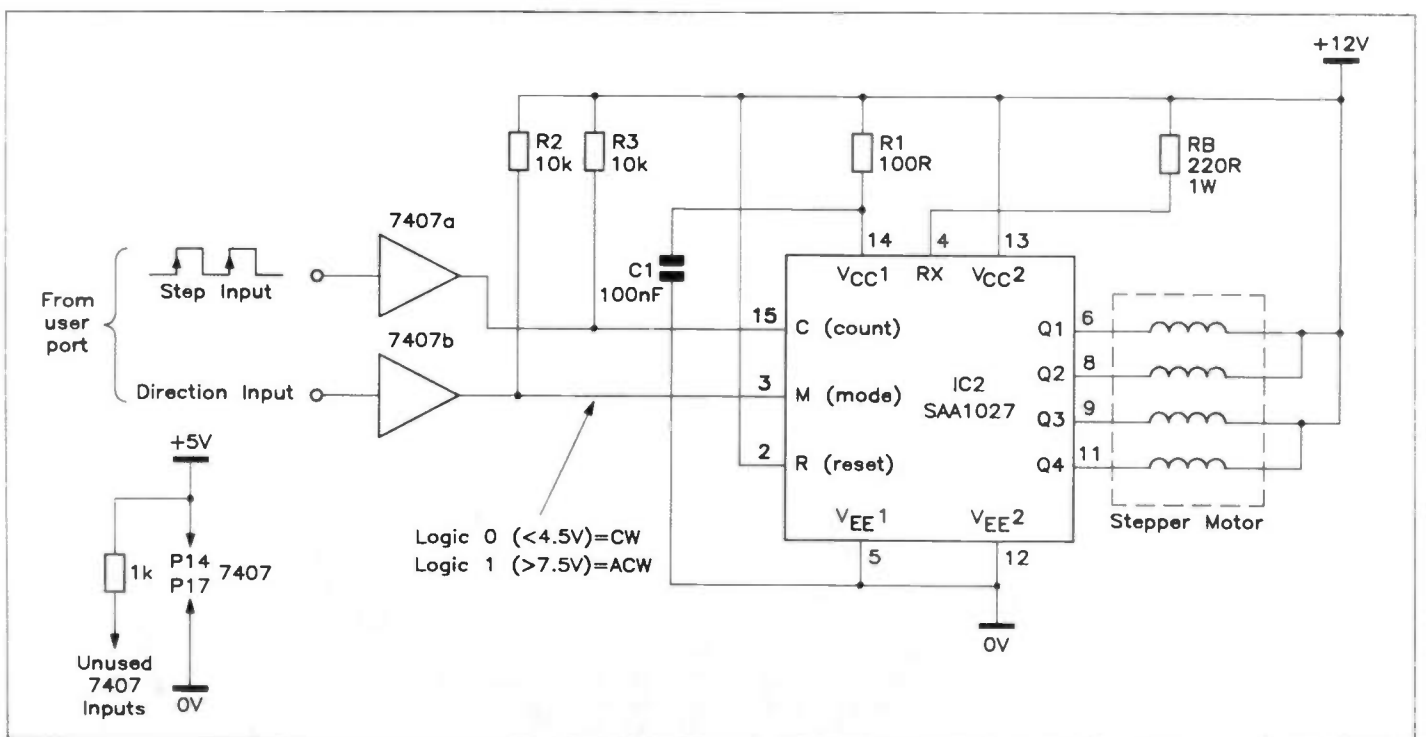 +12V
R2
10k
R3
10k
R1
100R
RB
220R
1W
7407a
Step Input
From
user
port
C1
100nF
14
4
13
VCC1
RX
VCC2
15
C (count)
7407b
Direction Input
3
M (mode)
IC2
SAA1027
2
R (reset)
Q1
6
Q2
8
Q3
9
Q4
11
Stepper Motor
VEE1
VEE2
5
12
0V
Logic 0 (<4.5V)=CW
Logic 1 (>7.5V)=ACW
+5V
1k
P14
P17
7407
Unused
7407
Inputs
0V